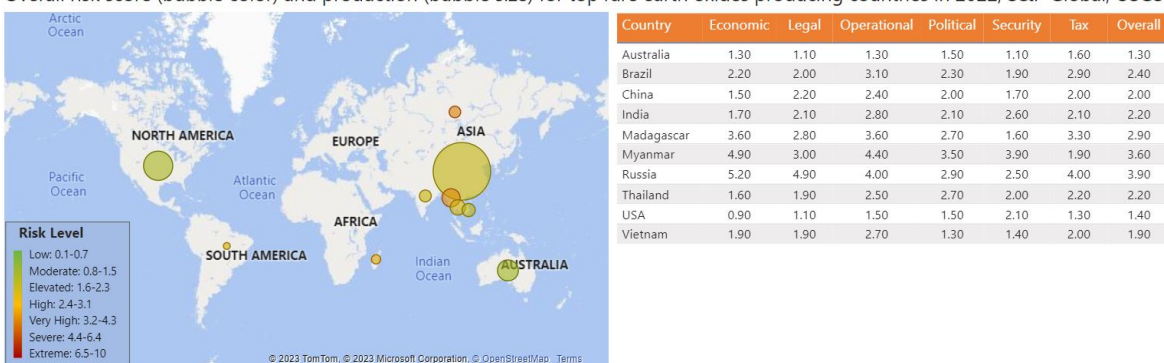 Overall risk score (bubble color) and production (bubble size) for top rare earth oxides producing countries in 2022, S&P Global, USGS
Arctic
Ocean
NORTH AMERICA
EUROPE
ASIA
Pacific
Ocean
Atlantic
Ocean
AFRICA
SOUTH AMERICA
Indian
Ocean
AUSTRALIA
Risk Level
Low: 0.1-0.7
Moderate: 0.8-1.5
Elevated: 1.6-2.3
High: 2.4-3.1
Very High: 3.2-4.3
Severe: 4.4-6.4
Extreme: 6.5-10
© 2023 TomTom, © 2023 Microsoft Corporation, © OpenStreetMap Terms
Country Economic Legal Operational Political Security Tax Overall
Australia 1.30 1.10 1.30 1.50 1.10 1.60 1.30
Brazil 2.20 2.00 3.10 2.30 1.90 2.90 2.40
China 1.50 2.20 2.40 2.00 1.70 2.00 2.00
India 1.70 2.10 2.80 2.10 2.60 2.10 2.20
Madagascar 3.60 2.80 3.60 2.70 1.60 3.30 2.90
Myanmar 4.90 3.00 4.40 3.50 3.90 1.90 3.60
Russia 5.20 4.90 4.00 2.90 2.50 4.00 3.90
Thailand 1.60 1.90 2.50 2.70 2.00 2.20 2.20
USA 0.90 1.10 1.50 1.50 2.10 1.30 1.40
Vietnam 1.90 1.90 2.70 1.30 1.40 2.00 1.90